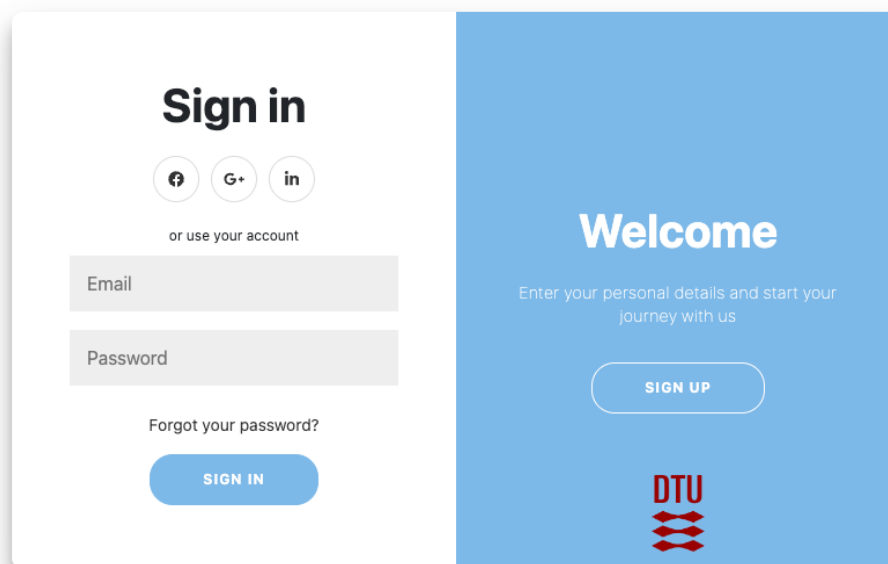 Sign in
G+
in
or use your account
Email
Password
Forgot your password?
SIGN IN
Welcome
Enter your personal details and start your
journey with us
SIGN UP
DTU